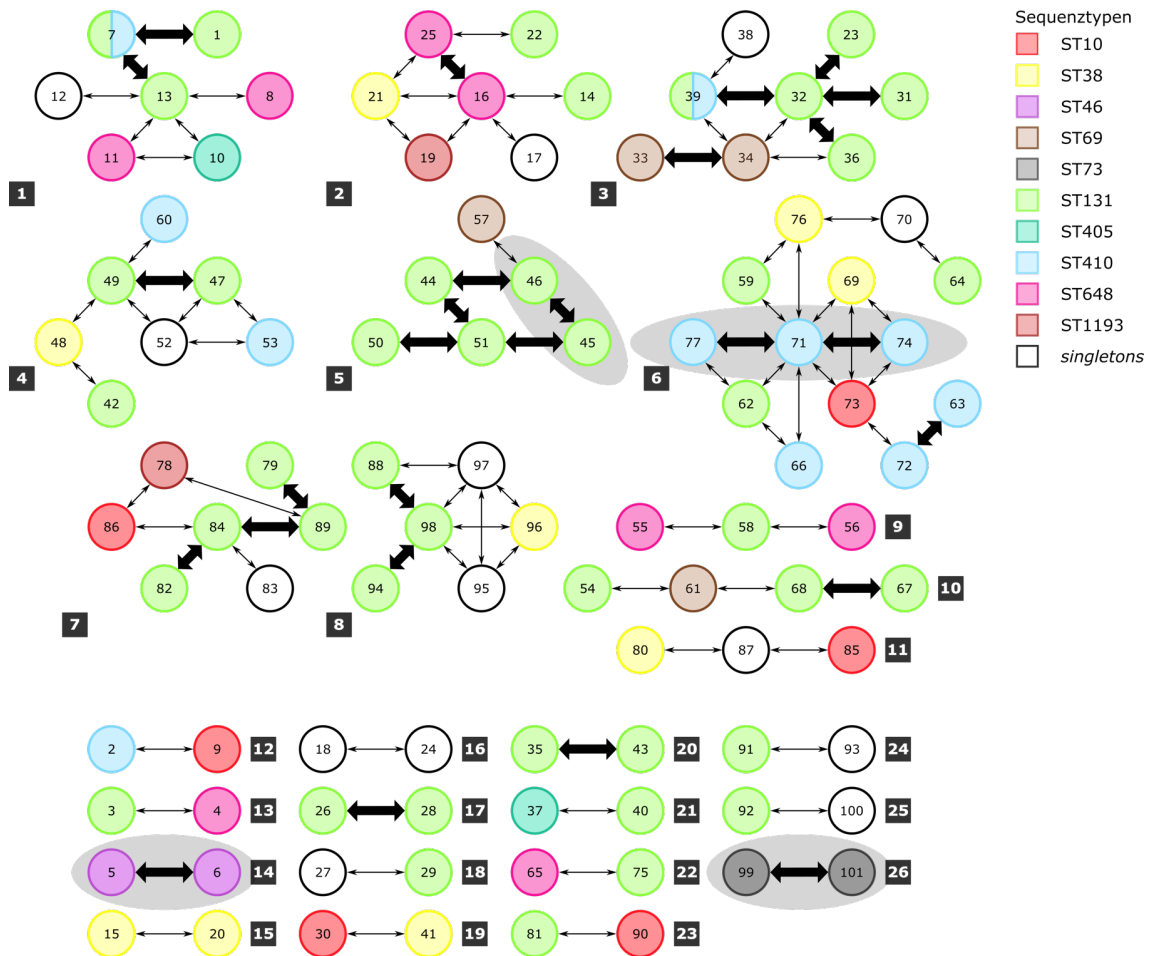 7 1 25 22 38 23 Sequenztypen
ST10
ST38
12 13 8 21 16 14 39 32 31 ST46
ST69
11 10 19 17 33 34 36 ST73
1 2 3 ST131
60 57 76 70 ST405
ST410
49 47 44 46 59 69 64 ST648
ST1193
48 52 53 50 51 45 77 71 74 singletons
4 5 6
42 62 73 63
78 79 88 97 66 72
86 84 89 98 96 55 58 56 9
82 83 94 95 54 61 68 67 10
7 8
80 87 85 11
2 9 12 18 24 16 35 43 20 91 93 24
3 4 13 26 28 17 37 40 21 92 100 25
5 6 14 27 29 18 65 75 22 99 101 26
15 20 15 30 41 19 81 90 23